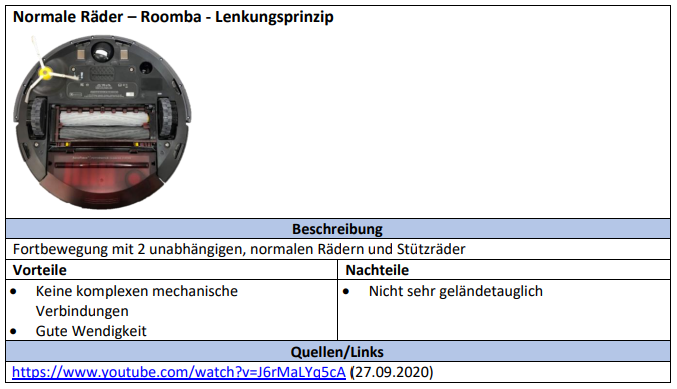 Normale Räder – Roomba - Lenkungsprinzip
Beschreibung
Fortbewegung mit 2 unabhängigen, normalen Rädern und Stützräder
Vorteile
Nachteile
• Keine komplexen mechanische
Verbindungen
• Gute Wendigkeit
• Nicht sehr geländetauglich
Quellen/Links
https://www.youtube.com/watch?v=J6rMaLYq5cA (27.09.2020)